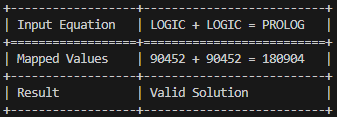 Input Equation | LOGIC + LOGIC = PROLOG
Mapped Values | 90452 + 90452 = 180904
Result | Valid Solution